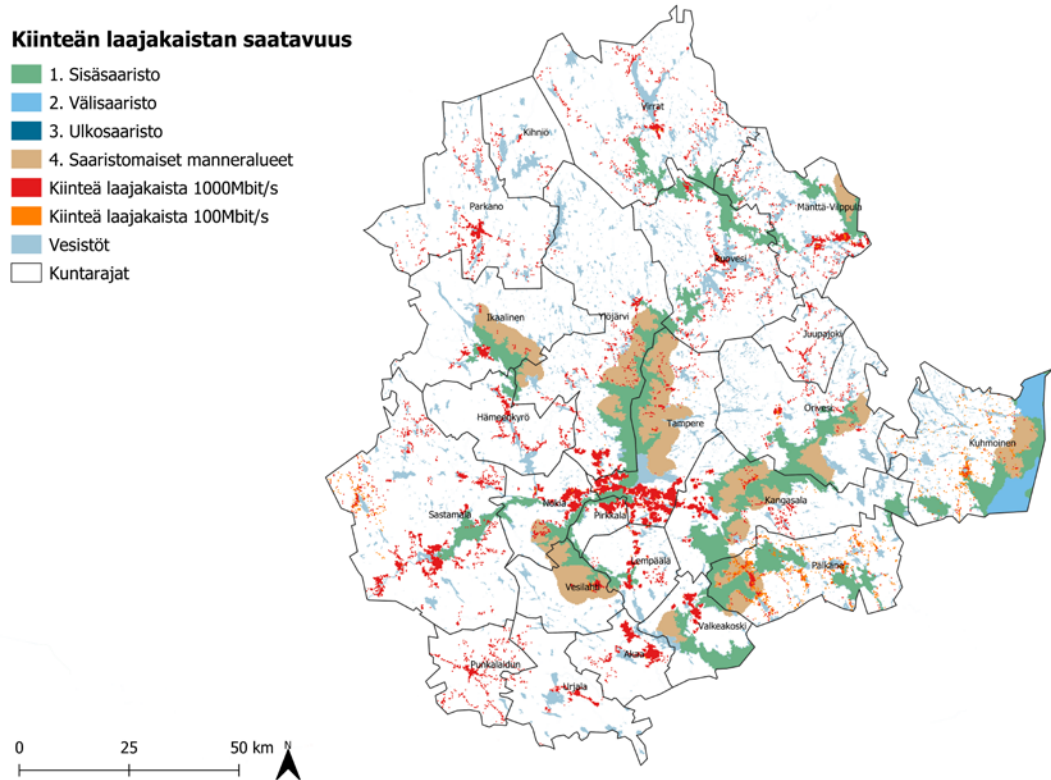 Kiinteän laajakaistan saatavuus
1. Sisäsaaristo
2. Välisaaristo
3. Ulkosaaristo
4. Saaristomaiset manneralueet
Kiinteä laajakaista 1000Mbit/s
Kiinteä laajakaista 100Mbit/s
Vesistöt
Kuntarajat
Virrat
Kihniö
Mänttä-Vilppula
Parkano
Ruovesi
Ikaalinen
Ylöjärvi
Juupajoki
Hämeenkyrö
Orivesi
Tampere
Kuhmoinen
Kangasala
Nokia
Sastamala
Pirkkala
Lempäälä
Pälkäne
Vesilahti
Valkeakoski
Akaa
Punkalaidun
Urjala
0 25 50 km
N